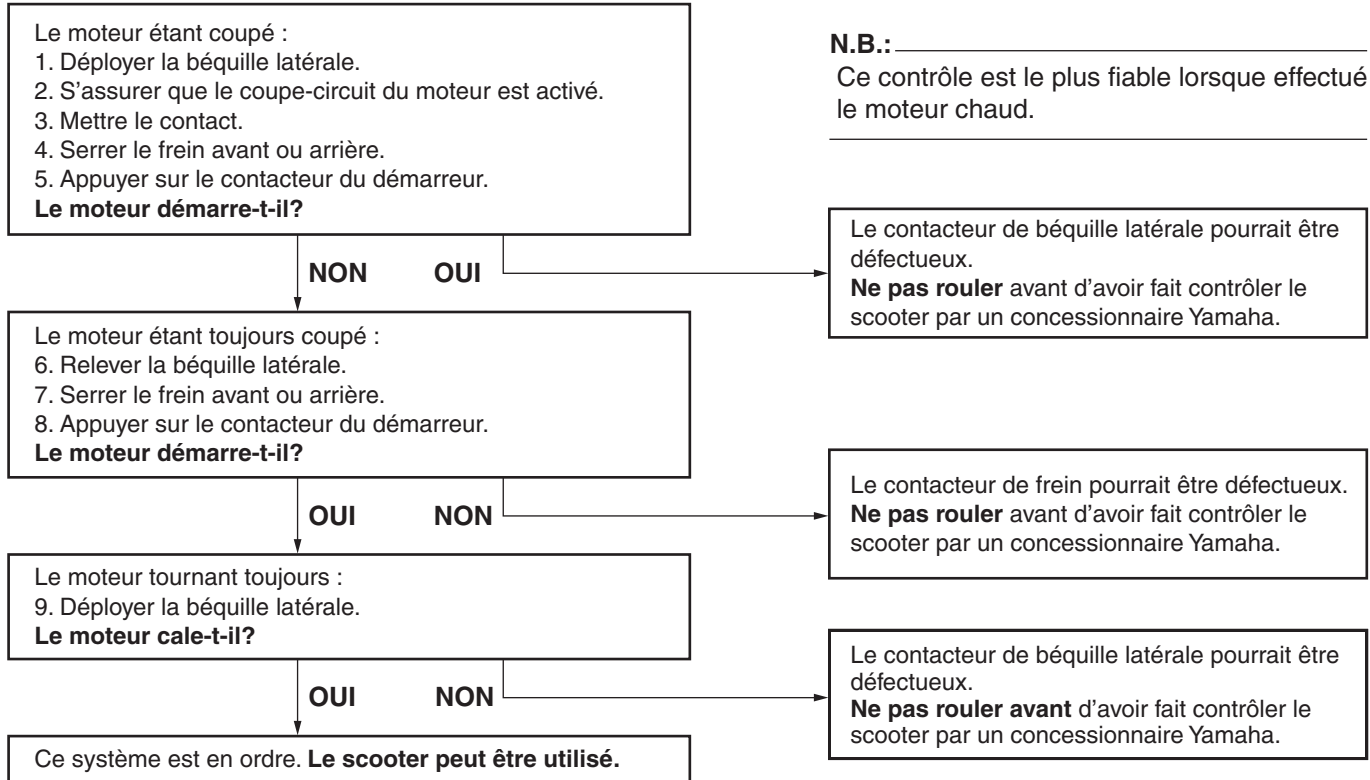 Le moteur étant coupé :
1. Déployer la béquille latérale.
2. S'assurer que le coupe-circuit du moteur est activé.
3. Mettre le contact.
4. Serrer le frein avant ou arrière.
5. Appuyer sur le contacteur du démarreur.
Le moteur démarre-t-il?
N.B.:
Ce contrôle est le plus fiable lorsque effectué
le moteur chaud.
NON OUI
Le contacteur de béquille latérale pourrait être
défectueux.
Ne pas rouler avant d'avoir fait contrôler le
scooter par un concessionnaire Yamaha.
Le moteur étant toujours coupé :
6. Relever la béquille latérale.
7. Serrer le frein avant ou arrière.
8. Appuyer sur le contacteur du démarreur.
Le moteur démarre-t-il?
OUI NON
Le contacteur de frein pourrait être défectueux.
Ne pas rouler avant d'avoir fait contrôler le
scooter par un concessionnaire Yamaha.
Le moteur tournant toujours :
9. Déployer la béquille latérale.
Le moteur cale-t-il?
OUI NON
Le contacteur de béquille latérale pourrait être
défectueux.
Ne pas rouler avant d'avoir fait contrôler le
scooter par un concessionnaire Yamaha.
Ce système est en ordre. Le scooter peut être utilisé.